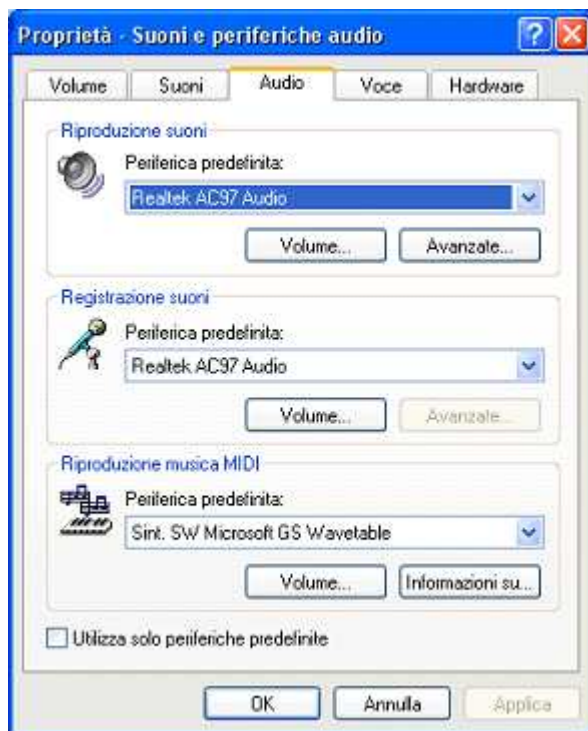 Proprietà - Suoni e periferiche audio
Volume
Suoni
Audio
Voce
Hardware
Riproduzione suoni
Periferica predefinita:
Realtek AC97 Audio
Volume...
Avanzate...
Registrazione suoni
Periferica predefinita:
Realtek AC97 Audio
Volume...
Avanzate...
Riproduzione musica MIDI
Periferica predefinita:
Sint. SW Microsoft GS Wavetable
Volume...
Informazioni su...
Utilizza solo periferiche predefinite
OK
Annulla
Applica